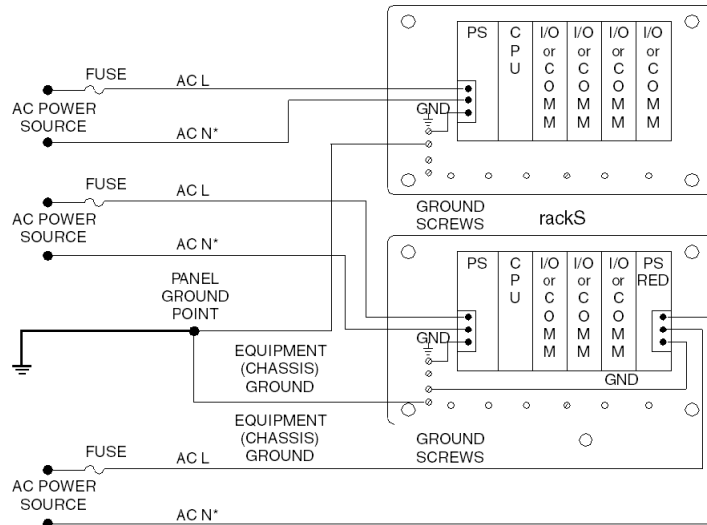 PS
C
P
U
I/O
or
C
O
M
M
I/O
or
C
O
M
M
I/O
or
C
O
M
M
I/O
or
C
O
M
M
FUSE
AC L
AC POWER
SOURCE
AC N*
GND
FUSE
AC L
AC POWER
SOURCE
AC N*
GROUND
SCREWS
rackS
PS
C
P
U
I/O
or
C
O
M
M
I/O
or
C
O
M
M
I/O
or
C
O
M
M
PS
RED
GND
GND
PANEL
GROUND
POINT
EQUIPMENT
(CHASSIS)
GROUND
EQUIPMENT
(CHASSIS)
GROUND
GROUND
SCREWS
FUSE
AC L
AC POWER
SOURCE
AC N*